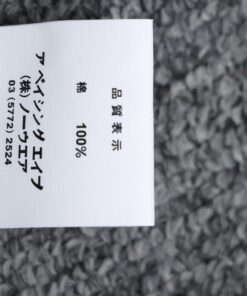 品質表示
綿 100%
ア ベイシング エイプ
(株)ノーウエア
03 (5772) 2524